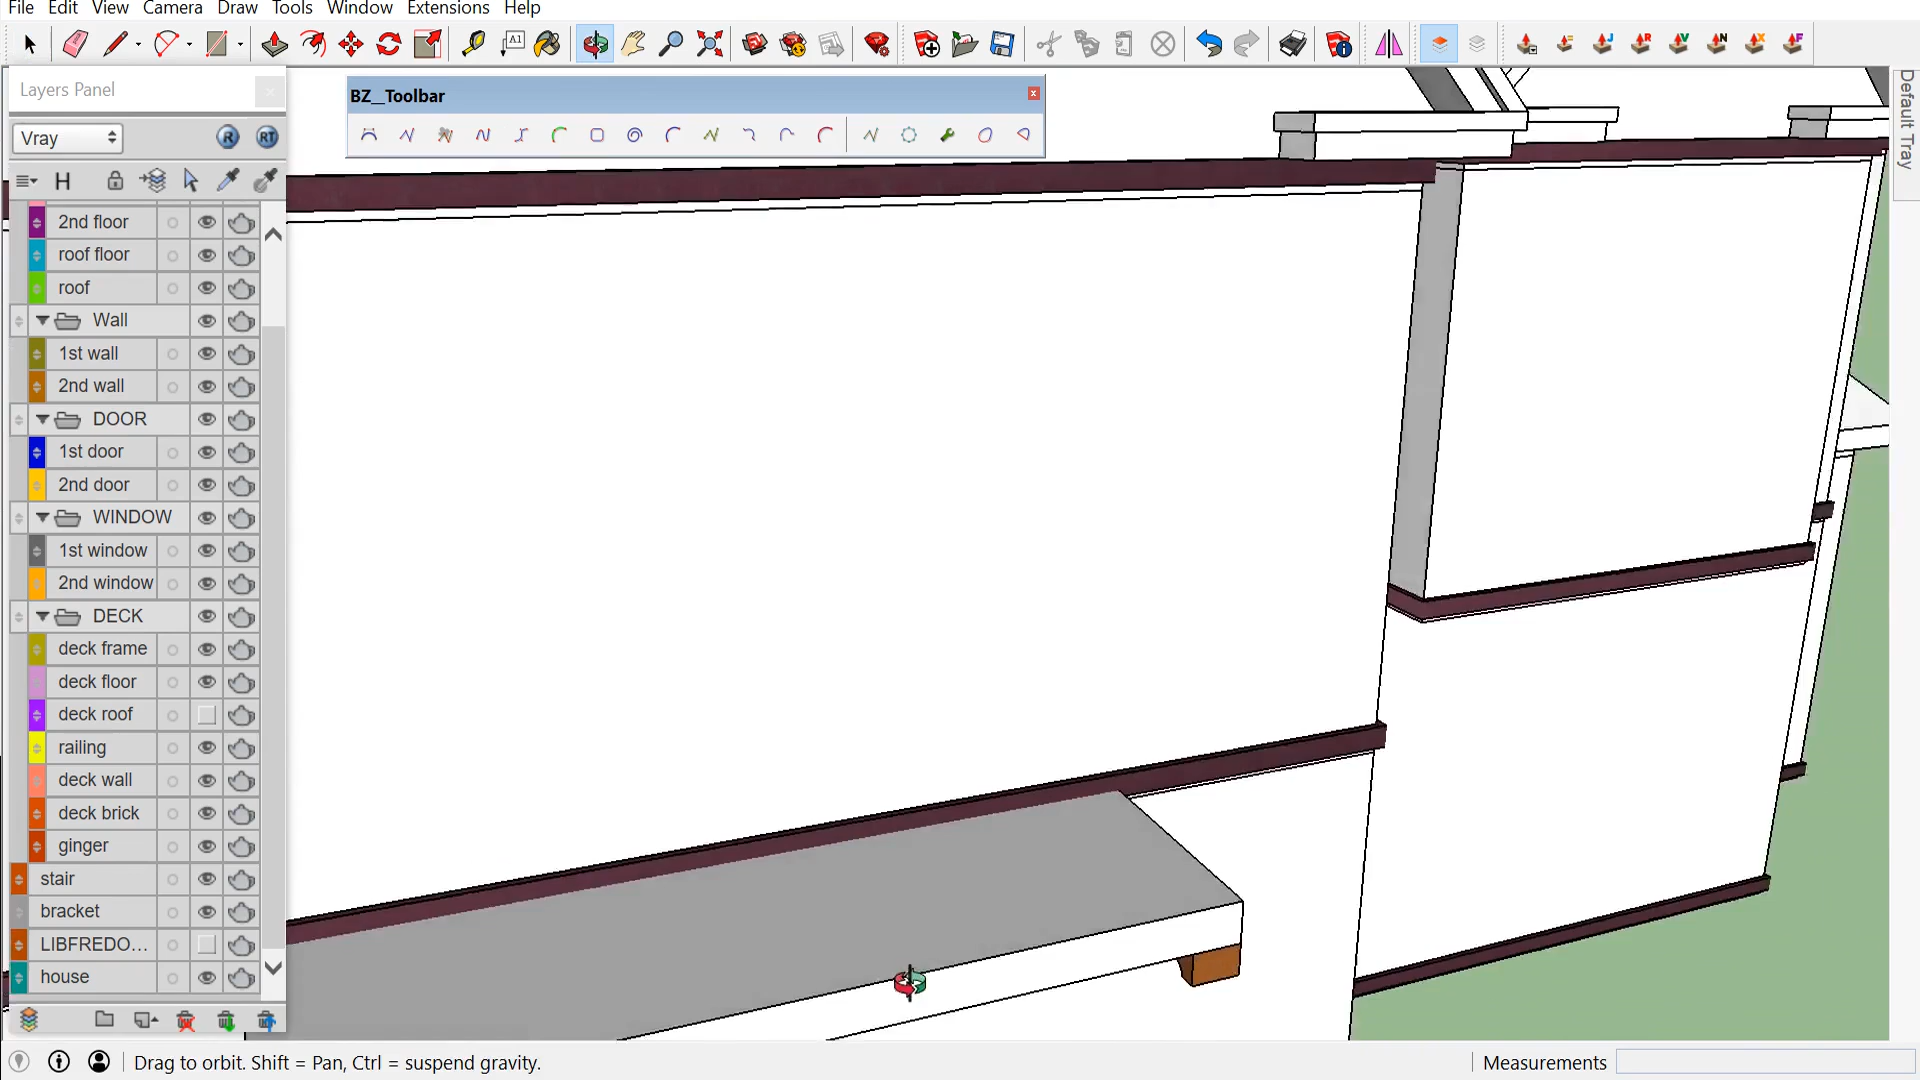 File Edit View Camera Draw Tools Window Extensions Help
A1
Layers Panel
BZ__Toolbar
Default Tray
Vray
R RT
H
2nd floor
roof floor
roof
Wall
1st wall
2nd wall
DOOR
1st door
2nd door
WINDOW
1st window
2nd window
DECK
deck frame
deck floor
deck roof
railing
deck wall
deck brick
ginger
stair
bracket
LIBFREDO...
house
Drag to orbit. Shift = Pan, Ctrl = suspend gravity.
Measurements